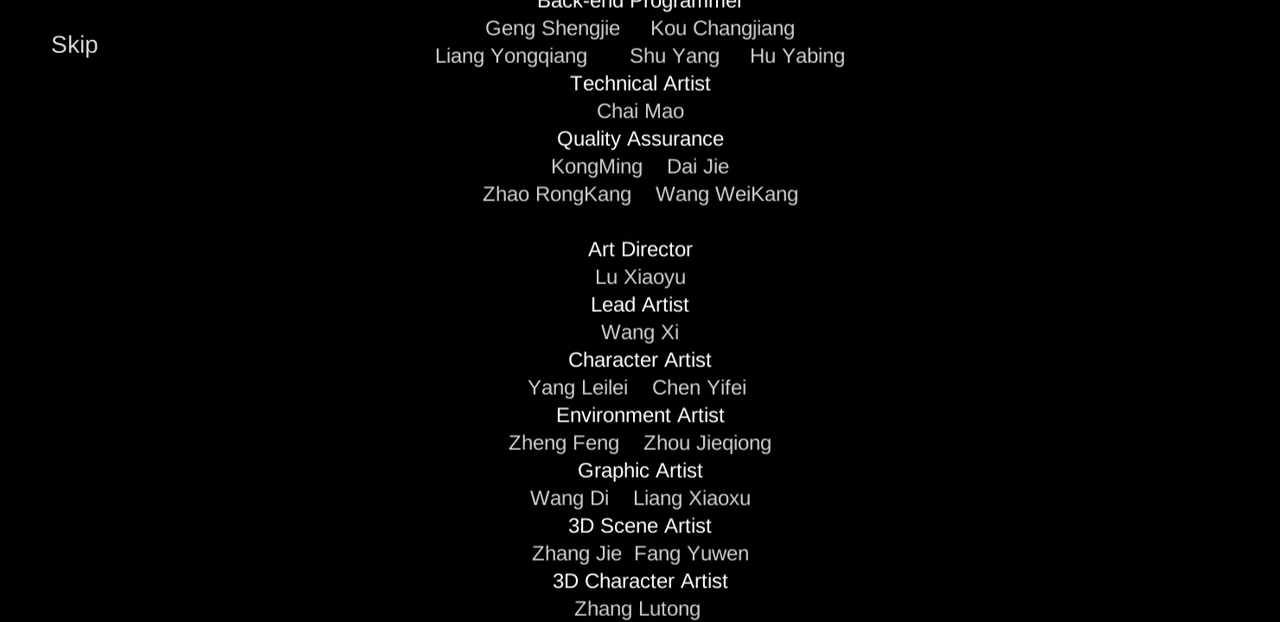 Back-end Programmer
Skip
Geng Shengjie Kou Changjiang
Liang Yongqiang Shu Yang Hu Yabing
Technical Artist
Chai Mao
Quality Assurance
KongMing Dai Jie
Zhao RongKang Wang WeiKang
Art Director
Lu Xiaoyu
Lead Artist
Wang Xi
Character Artist
Yang Leilei Chen Yifei
Environment Artist
Zheng Feng Zhou Jieqiong
Graphic Artist
Wang Di Liang Xiaoxu
3D Scene Artist
Zhang Jie Fang Yuwen
3D Character Artist
Zhang Lutong